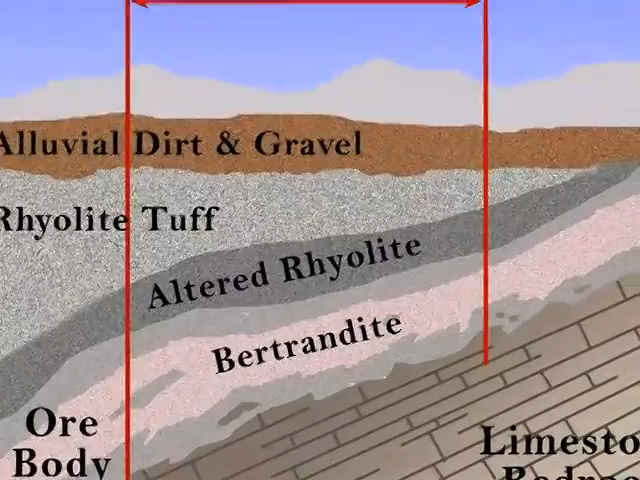 Alluvial Dirt & Gravel
Rhyolite Tuff
Altered Rhyolite
Bertrandite
Ore
Body